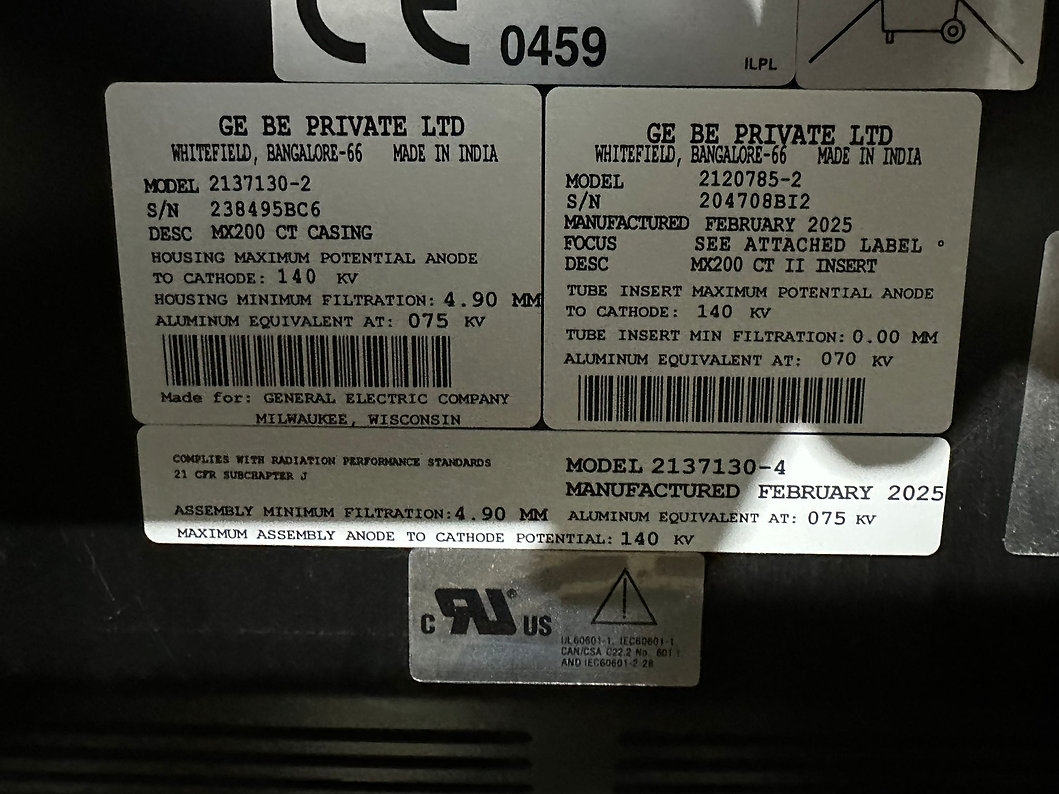 CE 0459
ILPL
GE BE PRIVATE LTD
WHITEFIELD, BANGALORE-66 MADE IN INDIA
MODEL 2137130-2
S/N 238495BC6
DESC MX200 CT CASING
HOUSING MAXIMUM POTENTIAL ANODE
TO CATHODE: 140 KV
HOUSING MINIMUM FILTRATION: 4.90 MM
ALUMINUM EQUIVALENT AT: 075 KV
Made for: GENERAL ELECTRIC COMPANY
MILWAUKEE, WISCONSIN
GE BE PRIVATE LTD
WHITEFIELD, BANGALORE-66 MADE IN INDIA
MODEL 2120785-2
S/N 204708BI2
MANUFACTURED FEBRUARY 2025
FOCUS SEE ATTACHED LABEL °
DESC MX200 CT II INSERT
TUBE INSERT MAXIMUM POTENTIAL ANODE
TO CATHODE: 140 KV
TUBE INSERT MIN FILTRATION: 0.00 MM
ALUMINUM EQUIVALENT AT: 070 KV
COMPLIES WITH RADIATION PERFORMANCE STANDARDS
21 CFR SUBCHAPTER J
MODEL 2137130-4
MANUFACTURED FEBRUARY 2025
ASSEMBLY MINIMUM FILTRATION: 4.90 MM ALUMINUM EQUIVALENT AT: 075 KV
MAXIMUM ASSEMBLY ANODE TO CATHODE POTENTIAL: 140 KV
C RU® US
UL60601-1, IEC60601-1
CAN/CSA C22.2 No. 601.1
AND IEC60601-2-28